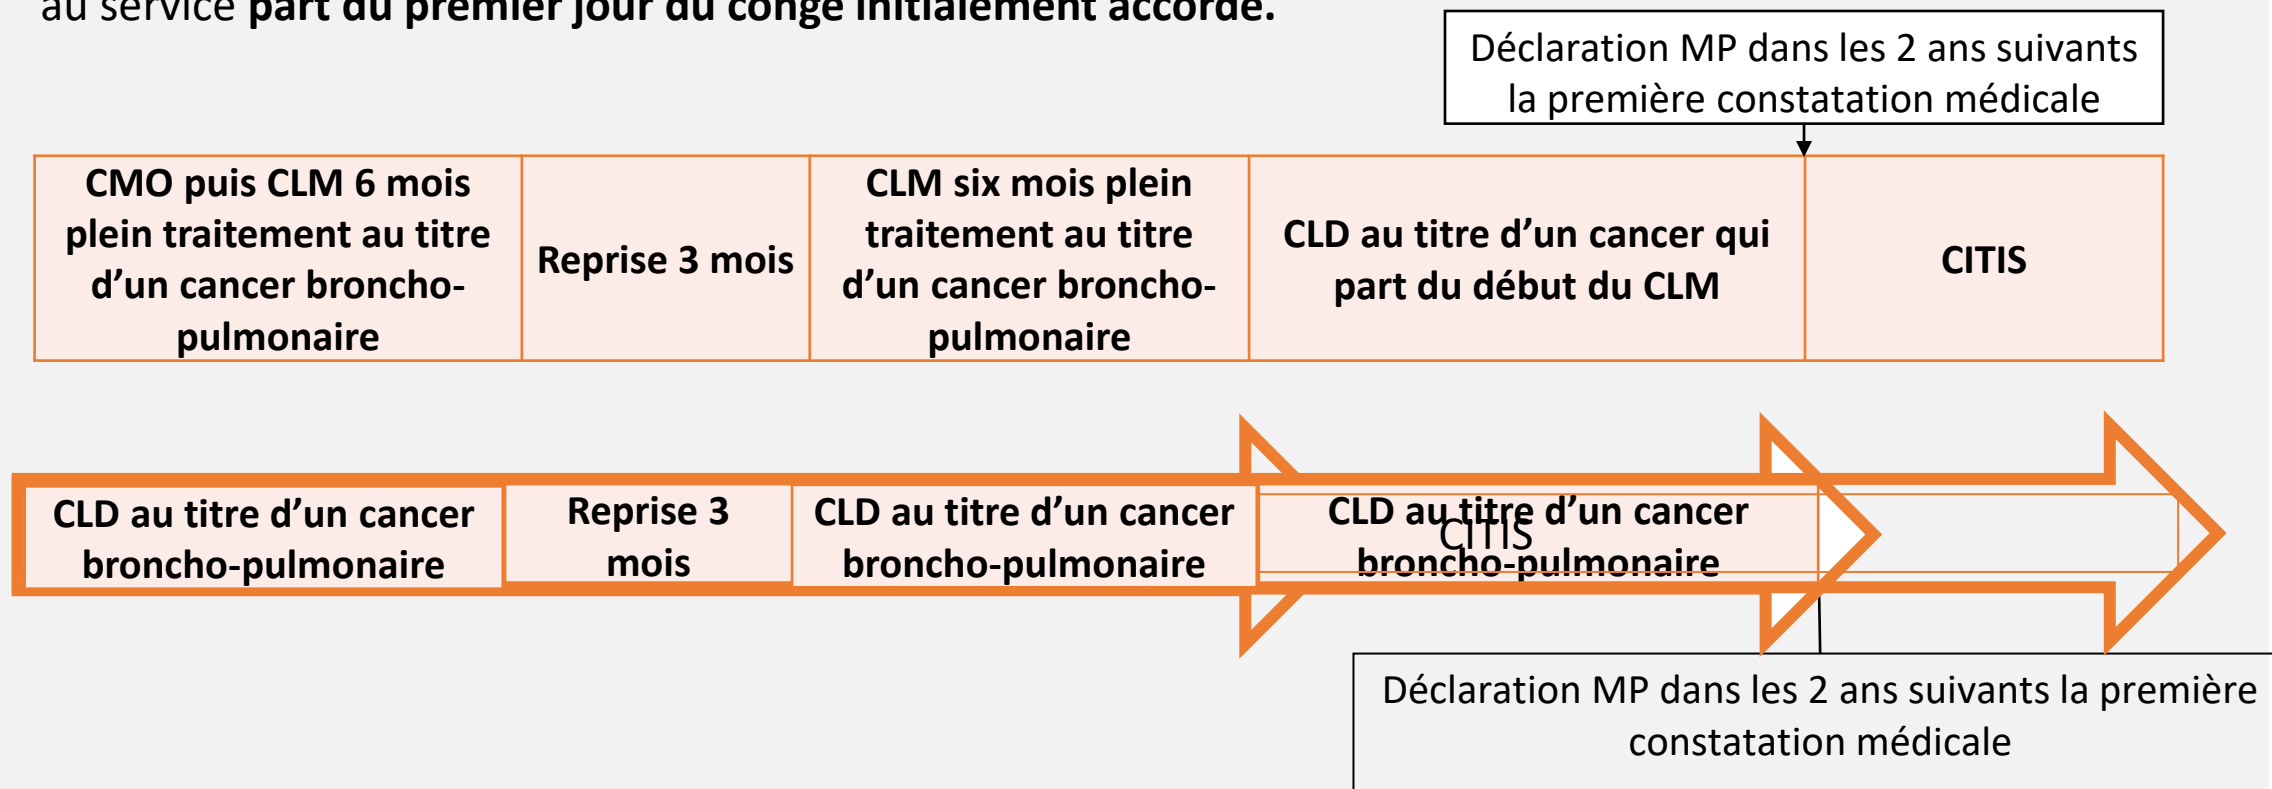 au service part du premier jour du congé initialement accordé.
Déclaration MP dans les 2 ans suivants
la première constatation médicale
CMO puis CLM 6 mois
plein traitement au titre
d’un cancer broncho-
pulmonaire
Reprise 3 mois
CLM six mois plein
traitement au titre
d’un cancer broncho-
pulmonaire
CLD au titre d’un cancer qui
part du début du CLM
CITIS
CLD au titre d’un cancer
broncho-pulmonaire
Reprise 3
mois
CLD au titre d’un cancer
broncho-pulmonaire
CLD au titre d’un cancer
broncho-pulmonaire
CITIS
Déclaration MP dans les 2 ans suivants la première
constatation médicale